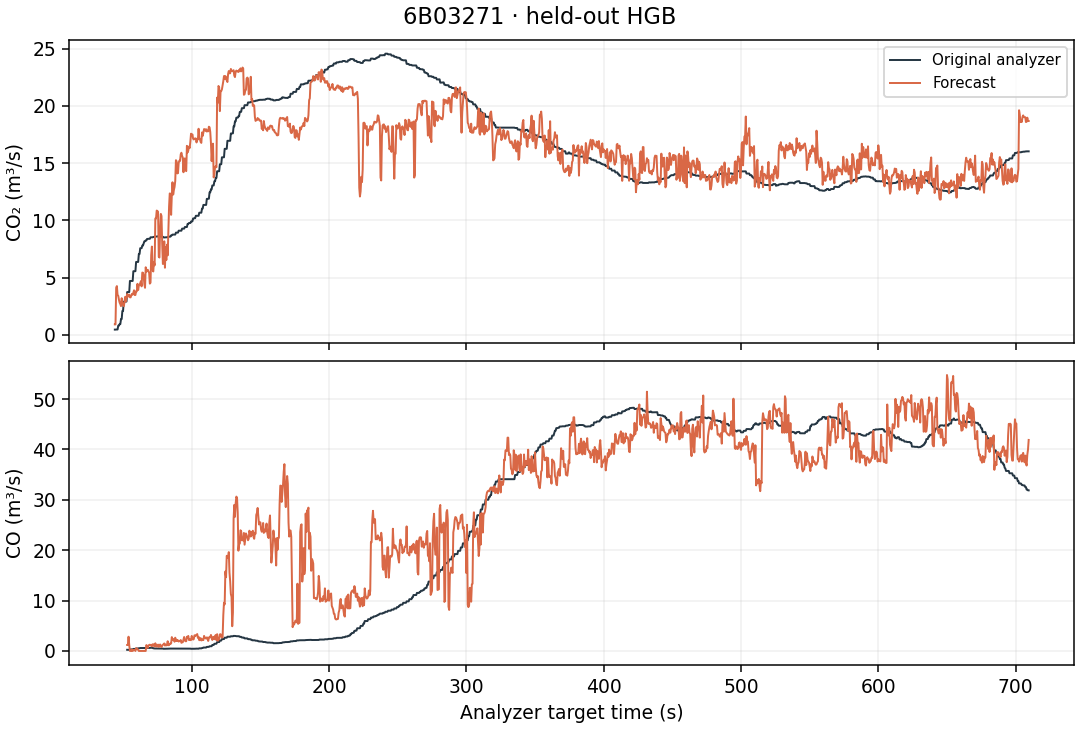 6B03271 · held-out HGB
25
20
15
10
5
0
CO₂ (m³/s)
Original analyzer
Forecast
50
40
30
20
10
0
CO (m³/s)
100 200 300 400 500 600 700
Analyzer target time (s)